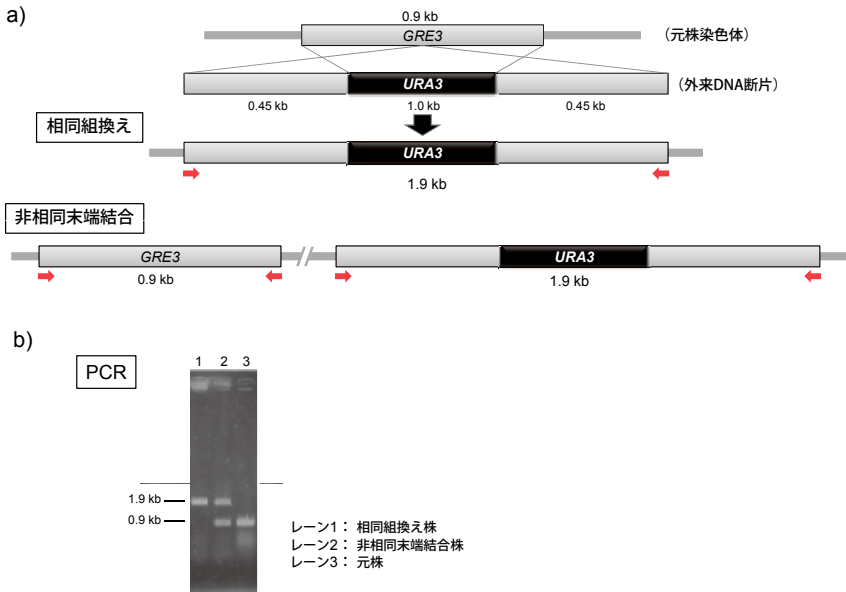 a)
0.9 kb
GRE3
(元株染色体)
URA3
(外来DNA断片)
0.45 kb
1.0 kb
0.45 kb
相同組換え
URA3
1.9 kb
非相同末端結合
GRE3
URA3
0.9 kb
1.9 kb
b)
PCR
1 2 3
1.9 kb
0.9 kb
レーン1： 相同組換え株
レーン2： 非相同末端結合株
レーン3： 元株